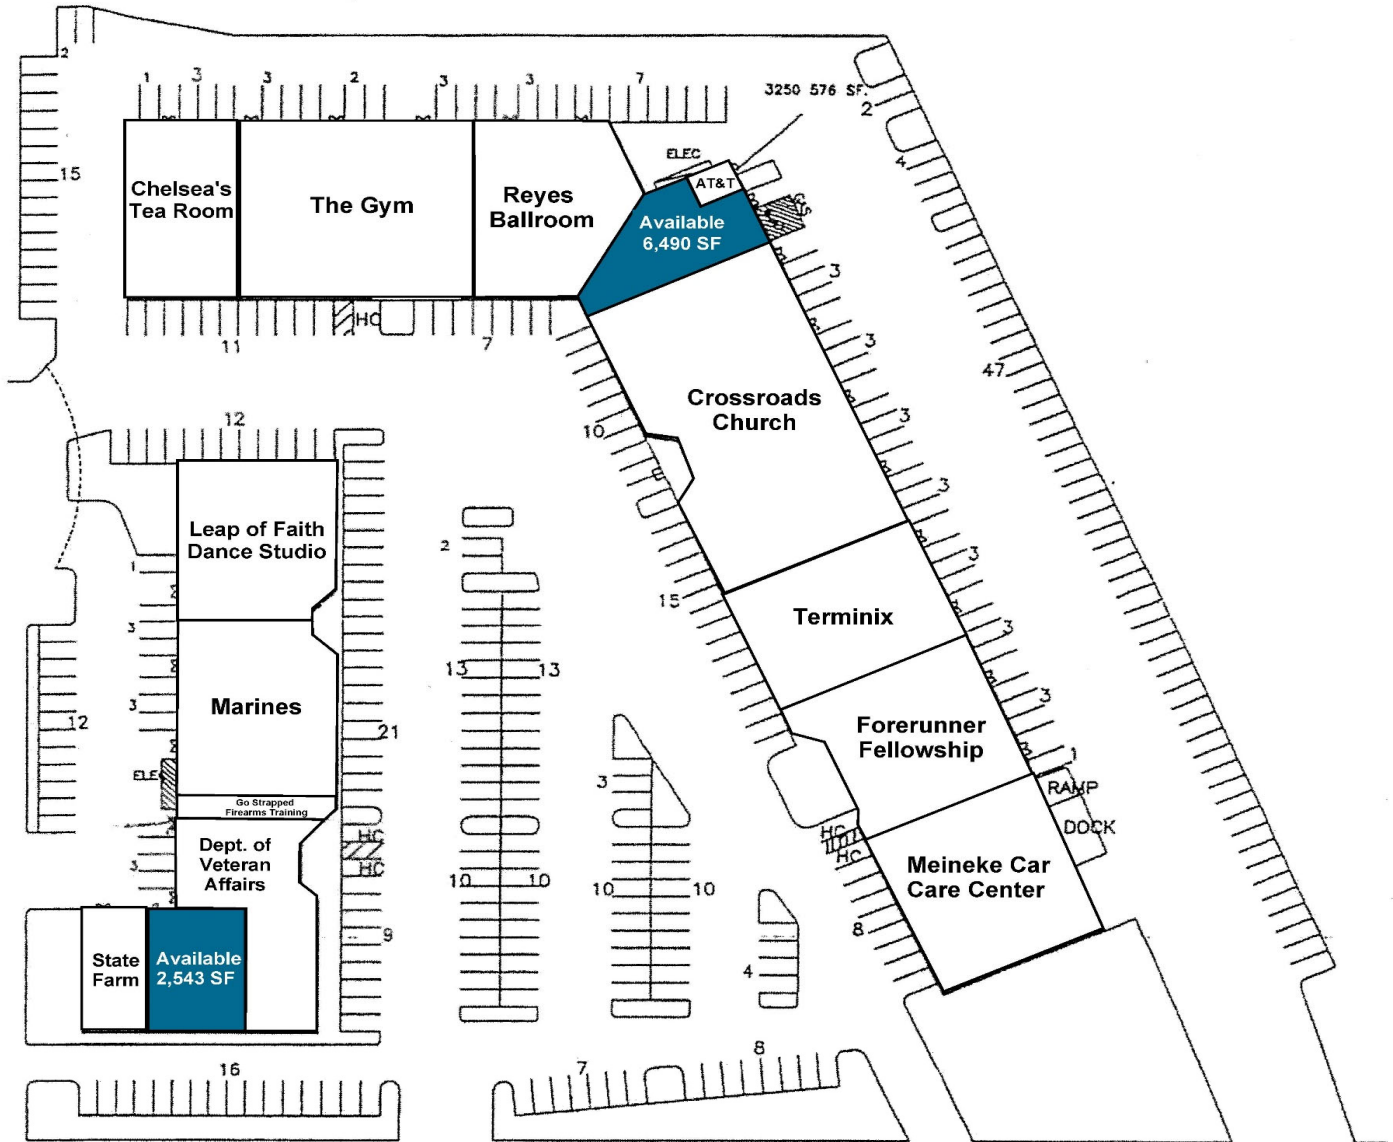 2
1
3
3
2
3
3
7
3250 576 SF.
2
15
4
ELEC
AT&T
GAS
Chelsea's
Tea Room
The Gym
Reyes
Ballroom
Available
6,490 SF
3
HC
11
7
3
47
Crossroads
Church
12
10
3
3
Leap of Faith
Dance Studio
2
3
1
15
Terminix
3
3
13
13
3
12
Marines
3
21
Forerunner
Fellowship
3
1
ELEC
3
RAMP
Go Strapped
Firearms Training
DOCK
HC
HC
HC
HC
Dept. of
Veteran
Affairs
3
10
10
10
10
Meineke Car
Care Center
9
8
State
Farm
Available
2,543 SF
4
16
7
8